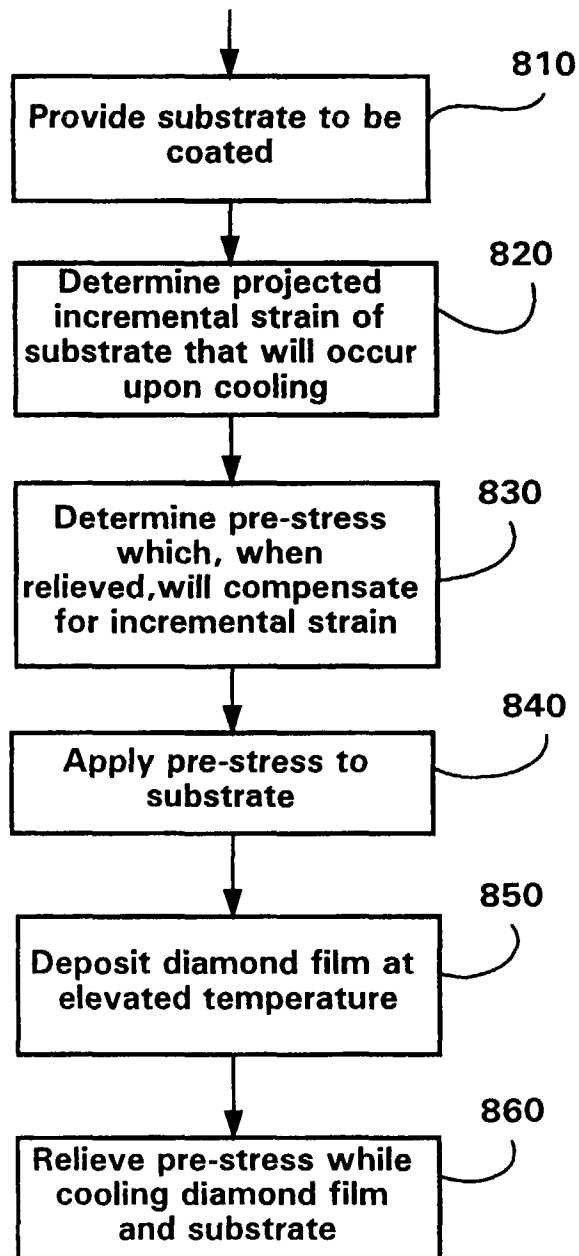 810
Provide substrate to be
coated
820
Determine projected
incremental strain of
substrate that will occur
upon cooling
830
Determine pre-stress
which, when
relieved,will compensate
for incremental strain
840
Apply pre-stress to
substrate
850
Deposit diamond film at
elevated temperature
860
Relieve pre-stress while
cooling diamond film
and substrate